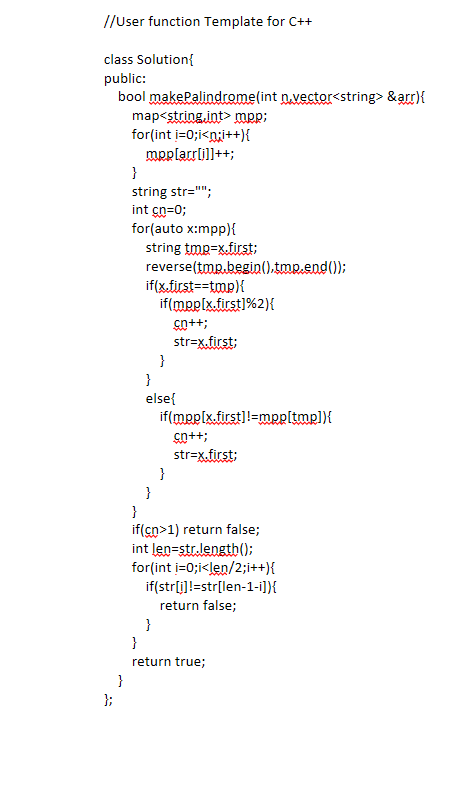 //User function Template for C++
class Solution{
public:
bool makePalindrome(int n,vector<string> &arr){
map<string,int> mpp;
for(int i=0;i<n;i++){
mpp[arr[i]]++;
}
string str="";
int cn=0;
for(auto x:mpp){
string tmp=x.first;
reverse(tmp.begin(),tmp.end());
if(x.first==tmp){
if(mpp[x.first]%2){
cn++;
str=x.first;
}
}
else{
if(mpp[x.first]!=mpp[tmp]){
cn++;
str=x.first;
}
}
}
if(cn>1) return false;
int len=str.length();
for(int i=0;i<len/2;i++){
if(str[i]!=str[len-1-i]){
return false;
}
}
return true;
}
};